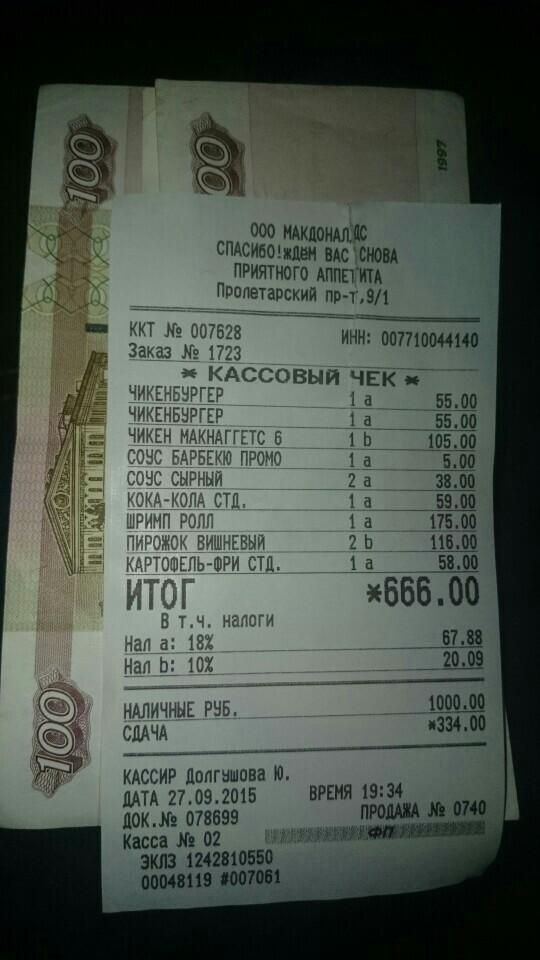 100
100
1997
ООО МАКДОНАЛДС
СПАСИБО!ЖДЕМ ВАС СНОВА
ПРИЯТНОГО АППЕТИТА
Пролетарский пр-т,9/1
ККТ № 007628 ИНН: 007710044140
Заказ № 1723
* КАССОВЫЙ ЧЕК *
ЧИКЕНБУРГЕР 1 a 55.00
ЧИКЕНБУРГЕР 1 a 55.00
ЧИКЕН МАКНАГГЕТС 6 1 b 105.00
СОУС БАРБЕКЮ ПРОМО 1 a 5.00
СОУС СЫРНЫЙ 2 a 38.00
КОКА-КОЛА СТД. 1 a 59.00
ШРИМП РОЛЛ 1 a 175.00
ПИРОЖОК ВИШНЕВЫЙ 2 b 116.00
КАРТОФЕЛЬ-ФРИ СТД. 1 a 58.00
ИТОГ *666.00
В т.ч. налоги
Нал a: 18% 67.88
Нал b: 10% 20.09
НАЛИЧНЫЕ РУБ. 1000.00
СДАЧА *334.00
КАССИР Долгушова Ю.
ДАТА 27.09.2015 ВРЕМЯ 19:34
ДОК.№ 078699 ПРОДАЖА № 0740
Касса № 02 ФП
ЭКЛЗ 1242810550
00048119 #007061
100